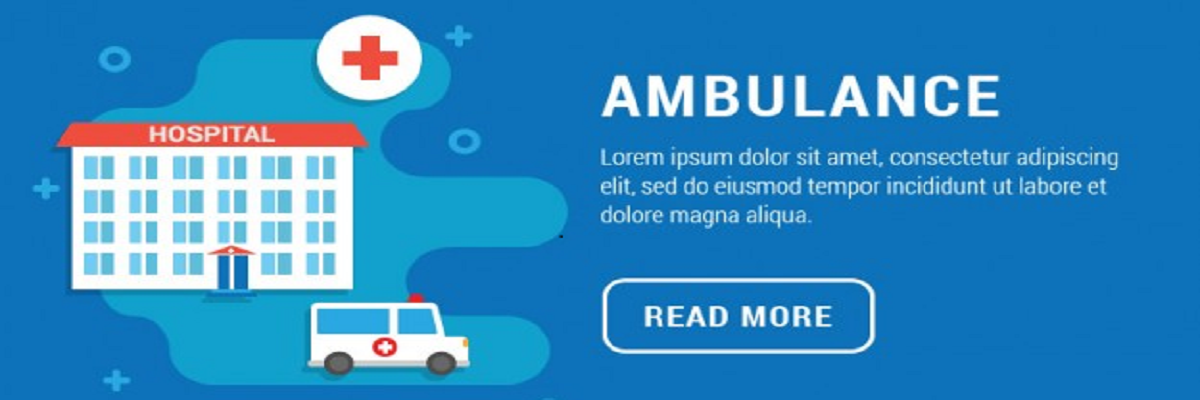 HOSPITAL
AMBULANCE
Lorem ipsum dolor sit amet, consectetur adipiscing
elit, sed do eiusmod tempor incididunt ut labore et
dolore magna aliqua.
READ MORE